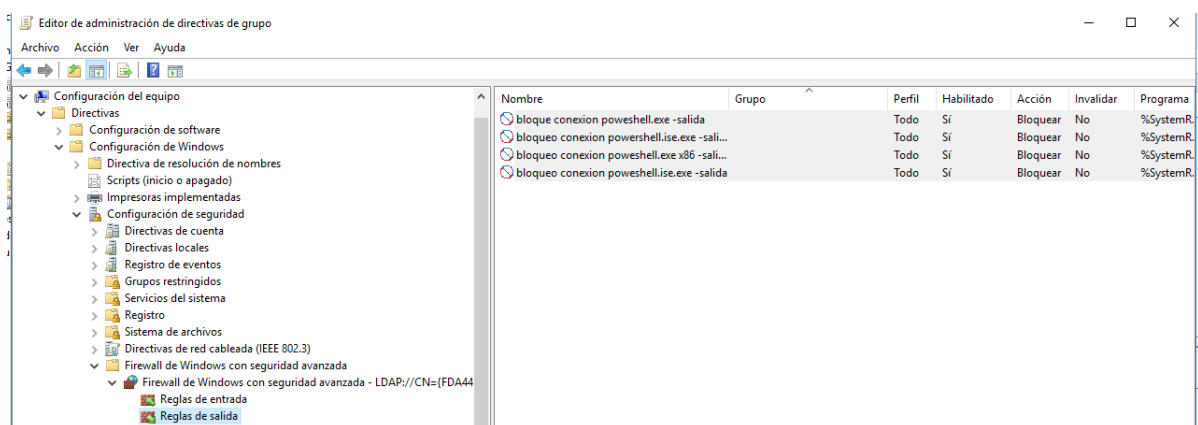 Editor de administración de directivas de grupo
Archivo Acción Ver Ayuda
Configuración del equipo
Directivas
Configuración de software
Configuración de Windows
Directiva de resolución de nombres
Scripts (inicio o apagado)
Impresoras implementadas
Configuración de seguridad
Directivas de cuenta
Directivas locales
Registro de eventos
Grupos restringidos
Servicios del sistema
Registro
Sistema de archivos
Directivas de red cableada (IEEE 802.3)
Firewall de Windows con seguridad avanzada
Firewall de Windows con seguridad avanzada - LDAP://CN={FDA44
Reglas de entrada
Reglas de salida
Nombre Grupo Perfil Habilitado Acción Invalidar Programa
bloque conexion poweshell.exe -salida Todo Sí Bloquear No %SystemR.
bloqueo conexion powershell.ise.exe -sali... Todo Sí Bloquear No %SystemR.
bloqueo conexion poweshell.exe x86 -sali... Todo Sí Bloquear No %SystemR.
bloqueo conexion poweshell.ise.exe -salida Todo Sí Bloquear No %SystemR.